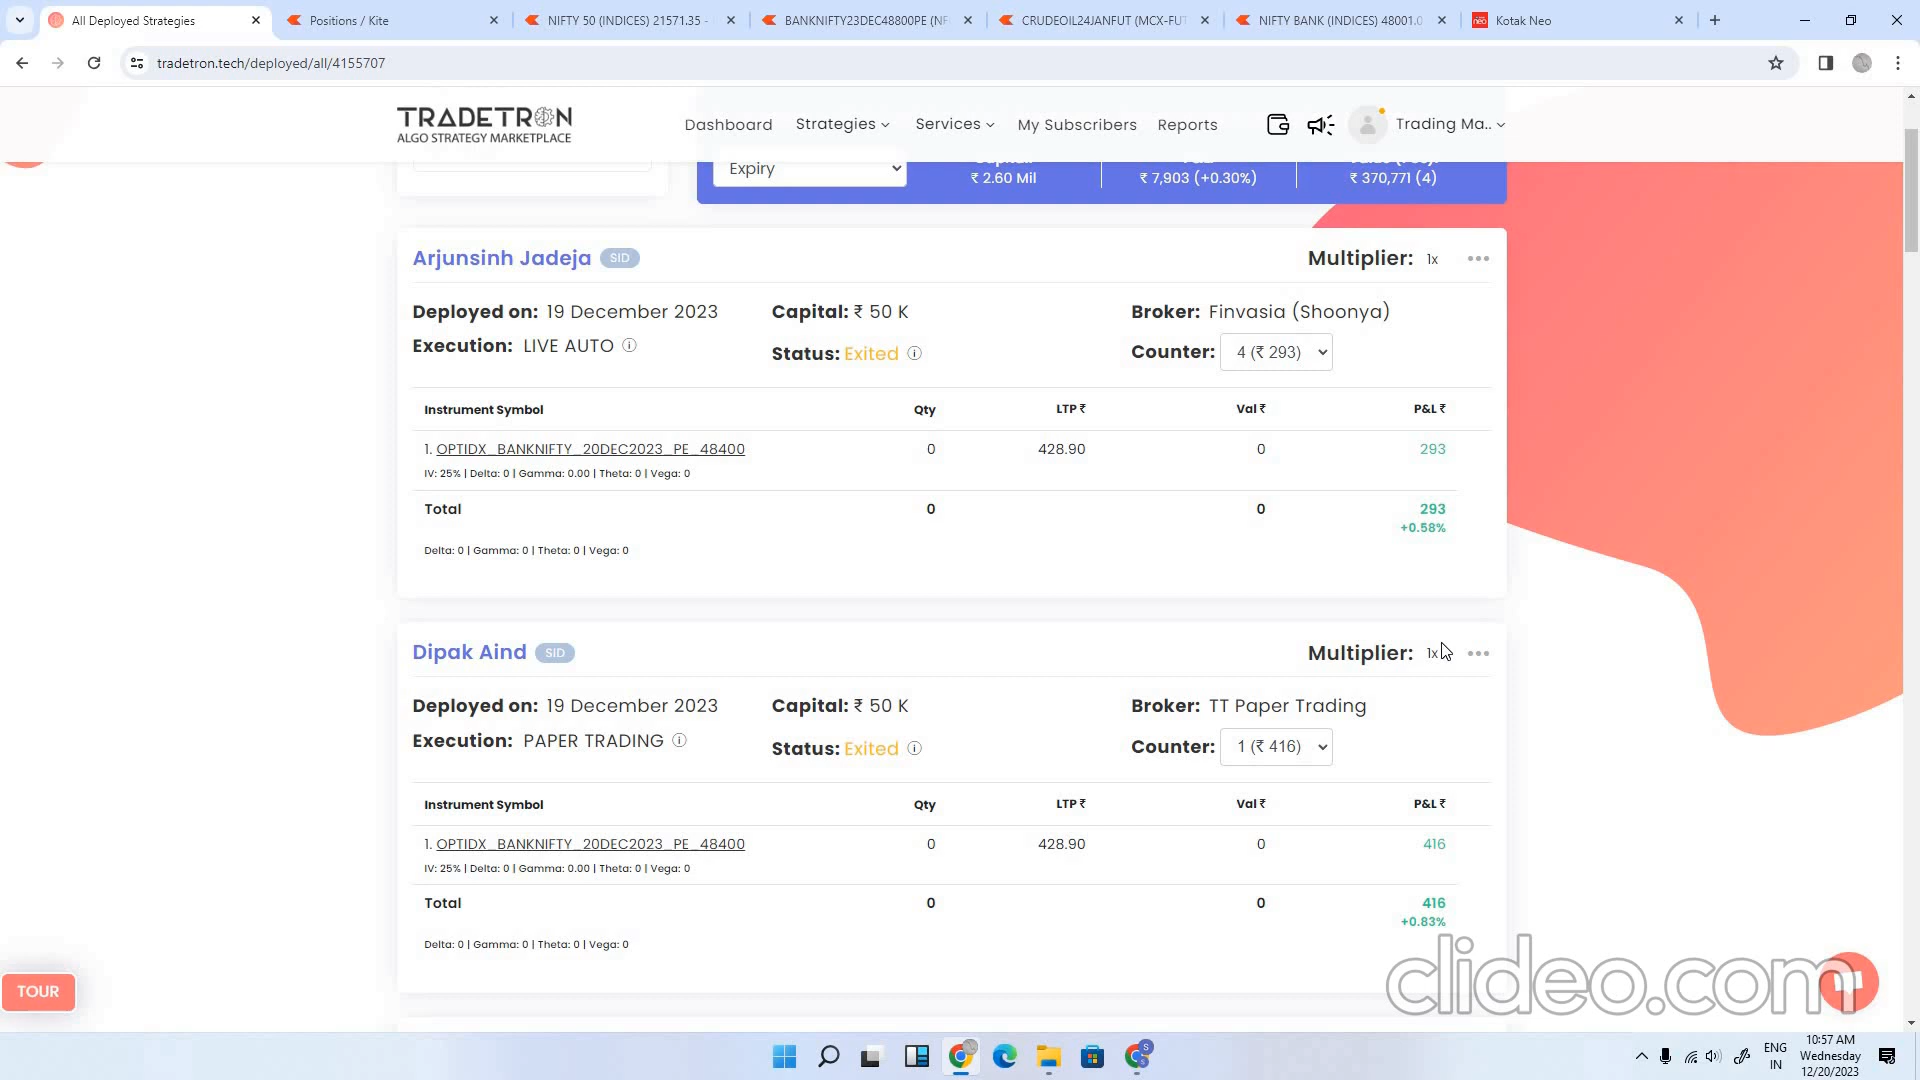 All Deployed Strategies
Positions / Kite
NIFTY 50 (INDICES) 21571.35 -
BANKNIFTY23DEC48800PE (NF
CRUDEOIL24JANFUT (MCX-FUT
NIFTY BANK (INDICES) 48001.0
neo Kotak Neo
tradetron.tech/deployed/all/4155707
TRADETRON
ALGO STRATEGY MARKETPLACE
Dashboard Strategies Services My Subscribers Reports Trading Ma..
Expiry ₹ 2.60 Mil ₹ 7,903 (+0.30%) ₹ 370,771 (4)
Arjunsinh Jadeja SID Multiplier: 1x
Deployed on: 19 December 2023 Capital: ₹ 50 K Broker: Finvasia (Shoonya)
Execution: LIVE AUTO Status: Exited Counter: 4 (₹ 293)
Instrument Symbol Qty LTP ₹ Val ₹ P&L ₹
1. OPTIDX_BANKNIFTY_20DEC2023_PE_48400 0 428.90 0 293
IV: 25% | Delta: 0 | Gamma: 0.00 | Theta: 0 | Vega: 0
Total 0 0 293
+0.58%
Delta: 0 | Gamma: 0 | Theta: 0 | Vega: 0
Dipak Aind SID Multiplier: 1x
Deployed on: 19 December 2023 Capital: ₹ 50 K Broker: TT Paper Trading
Execution: PAPER TRADING Status: Exited Counter: 1 (₹ 416)
Instrument Symbol Qty LTP ₹ Val ₹ P&L ₹
1. OPTIDX_BANKNIFTY_20DEC2023_PE_48400 0 428.90 0 416
IV: 25% | Delta: 0 | Gamma: 0.00 | Theta: 0 | Vega: 0
Total 0 0 416
+0.83%
Delta: 0 | Gamma: 0 | Theta: 0 | Vega: 0
TOUR
clideo.com
ENG
IN
10:57 AM
Wednesday
12/20/2023